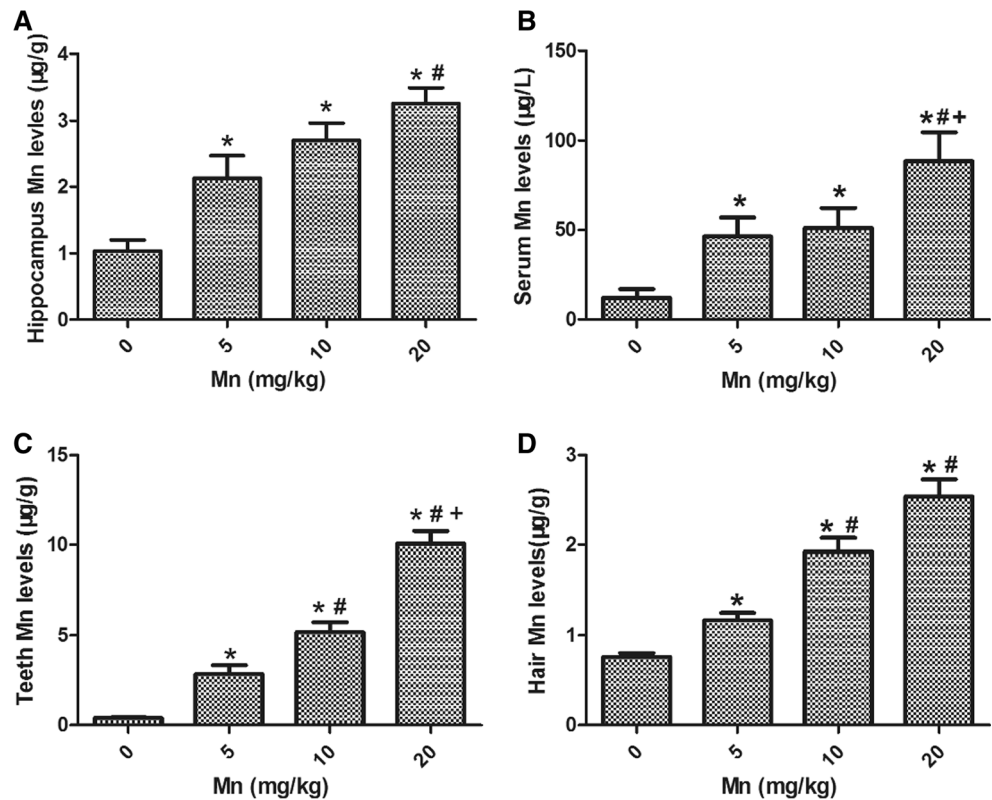 A
Hippocampus Mn levles (µg/g)
4
3
2
1
0
*
*
* #
0 5 10 20
Mn (mg/kg)
B
Serum Mn levels (µg/L)
150
100
50
0
*
*
*#+
0 5 10 20
Mn (mg/kg)
C
Teeth Mn levels (µg/g)
15
10
5
0
*
* #
* # +
0 5 10 20
Mn (mg/kg)
D
Hair Mn levels(µg/g)
3
2
1
0
*
* #
* #
0 5 10 20
Mn (mg/kg)